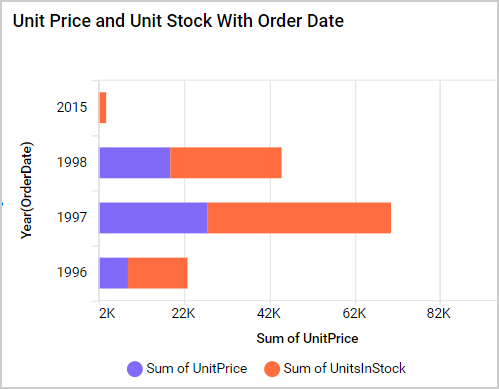 Unit Price and Unit Stock With Order Date
2015
1998
1997
1996
Year(OrderDate)
2K 22K 42K 62K 82K
Sum of UnitPrice
Sum of UnitPrice Sum of UnitsInStock